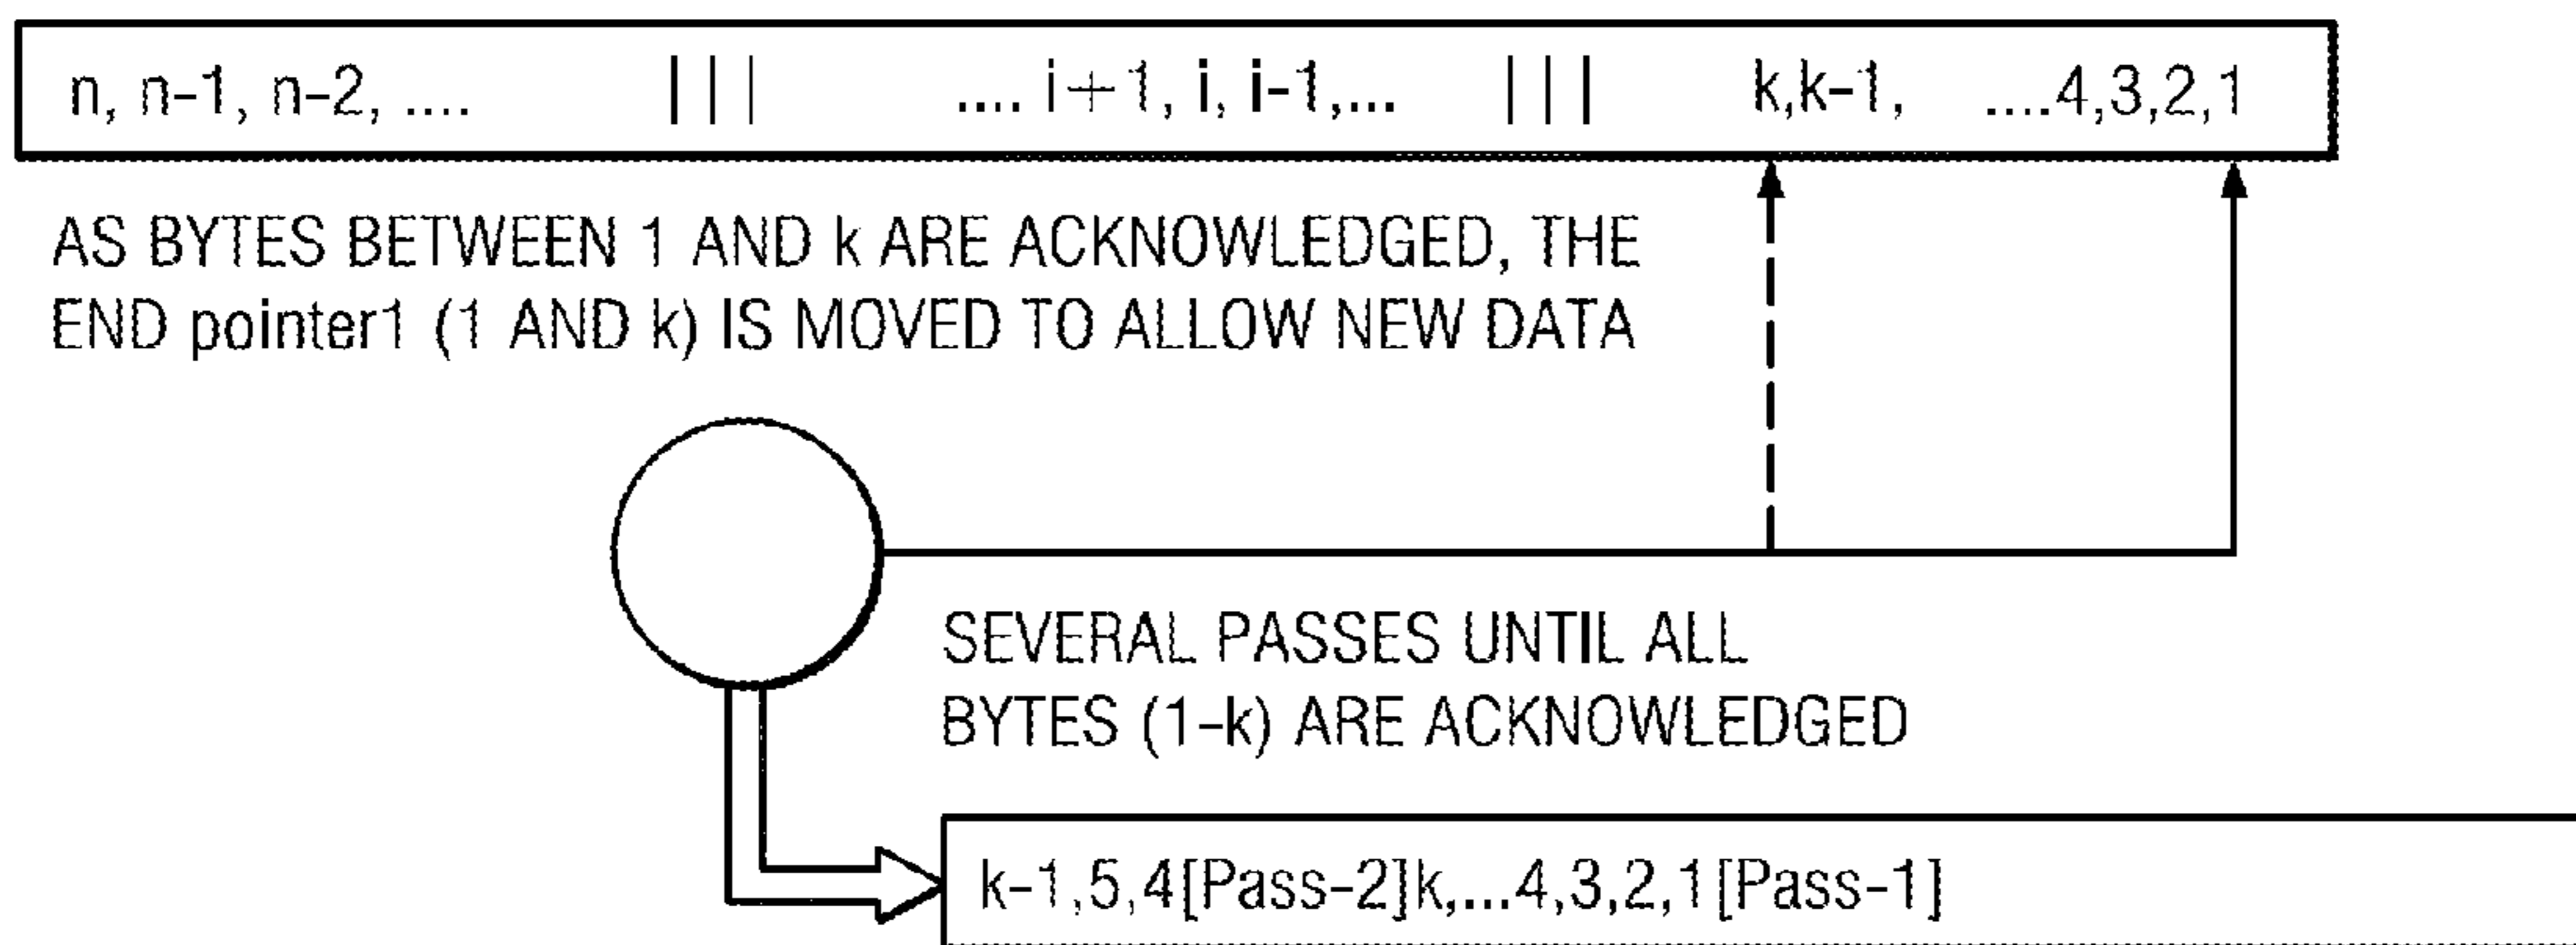 n, n-1, n-2, .... ||| .... i+1, i, i-1,... ||| k,k-1, ....4,3,2,1
AS BYTES BETWEEN 1 AND k ARE ACKNOWLEDGED, THE
END pointer1 (1 AND k) IS MOVED TO ALLOW NEW DATA
SEVERAL PASSES UNTIL ALL
BYTES (1-k) ARE ACKNOWLEDGED
k-1,5,4[Pass-2]k,...4,3,2,1[Pass-1]